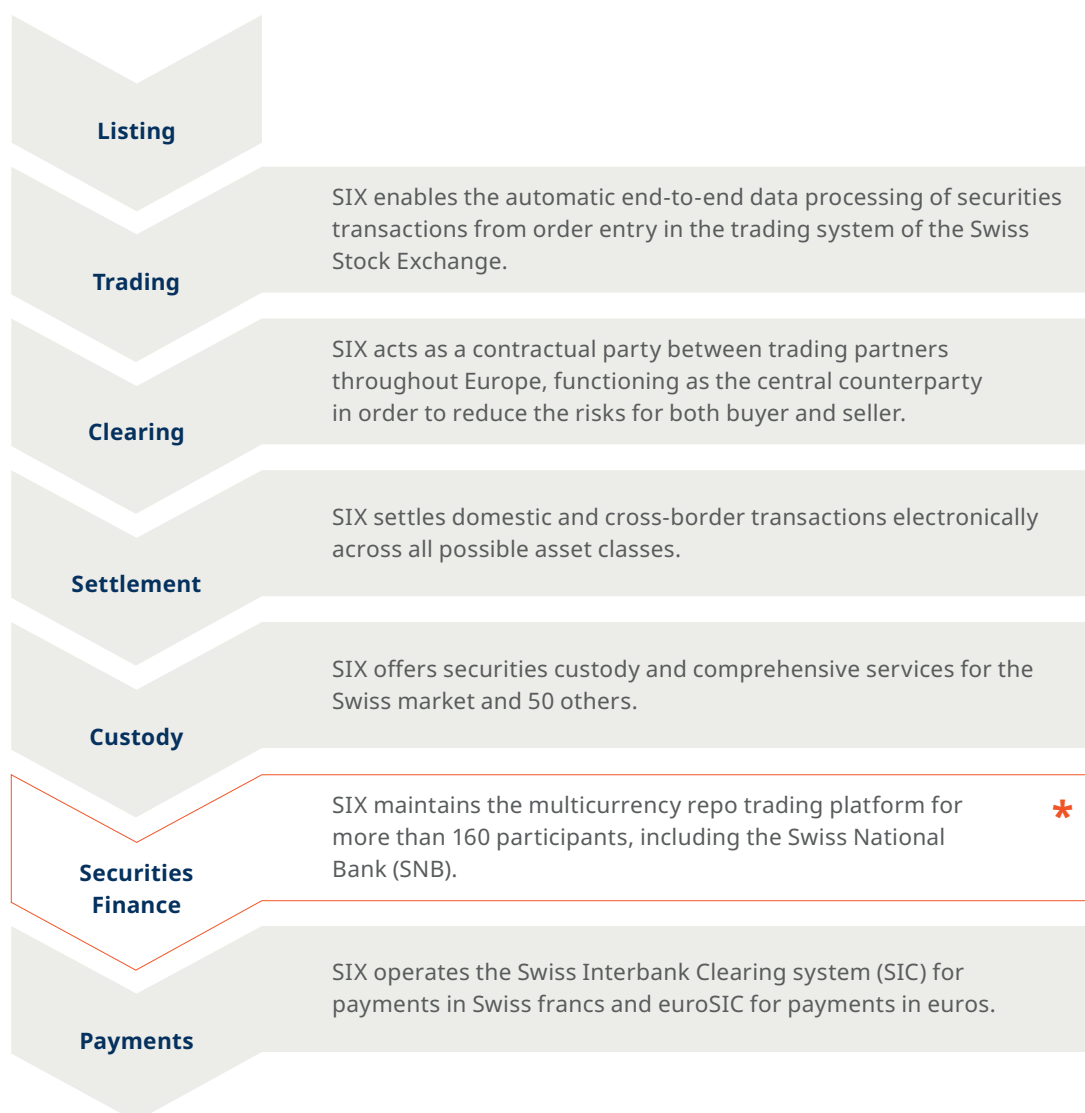 Listing
SIX enables the automatic end-to-end data processing of securities
transactions from order entry in the trading system of the Swiss
Stock Exchange.
Trading
SIX acts as a contractual party between trading partners
throughout Europe, functioning as the central counterparty
in order to reduce the risks for both buyer and seller.
Clearing
SIX settles domestic and cross-border transactions electronically
across all possible asset classes.
Settlement
SIX offers securities custody and comprehensive services for the
Swiss market and 50 others.
Custody
SIX maintains the multicurrency repo trading platform for
more than 160 participants, including the Swiss National
Bank (SNB).
*
Securities
Finance
SIX operates the Swiss Interbank Clearing system (SIC) for
payments in Swiss francs and euroSIC for payments in euros.
Payments